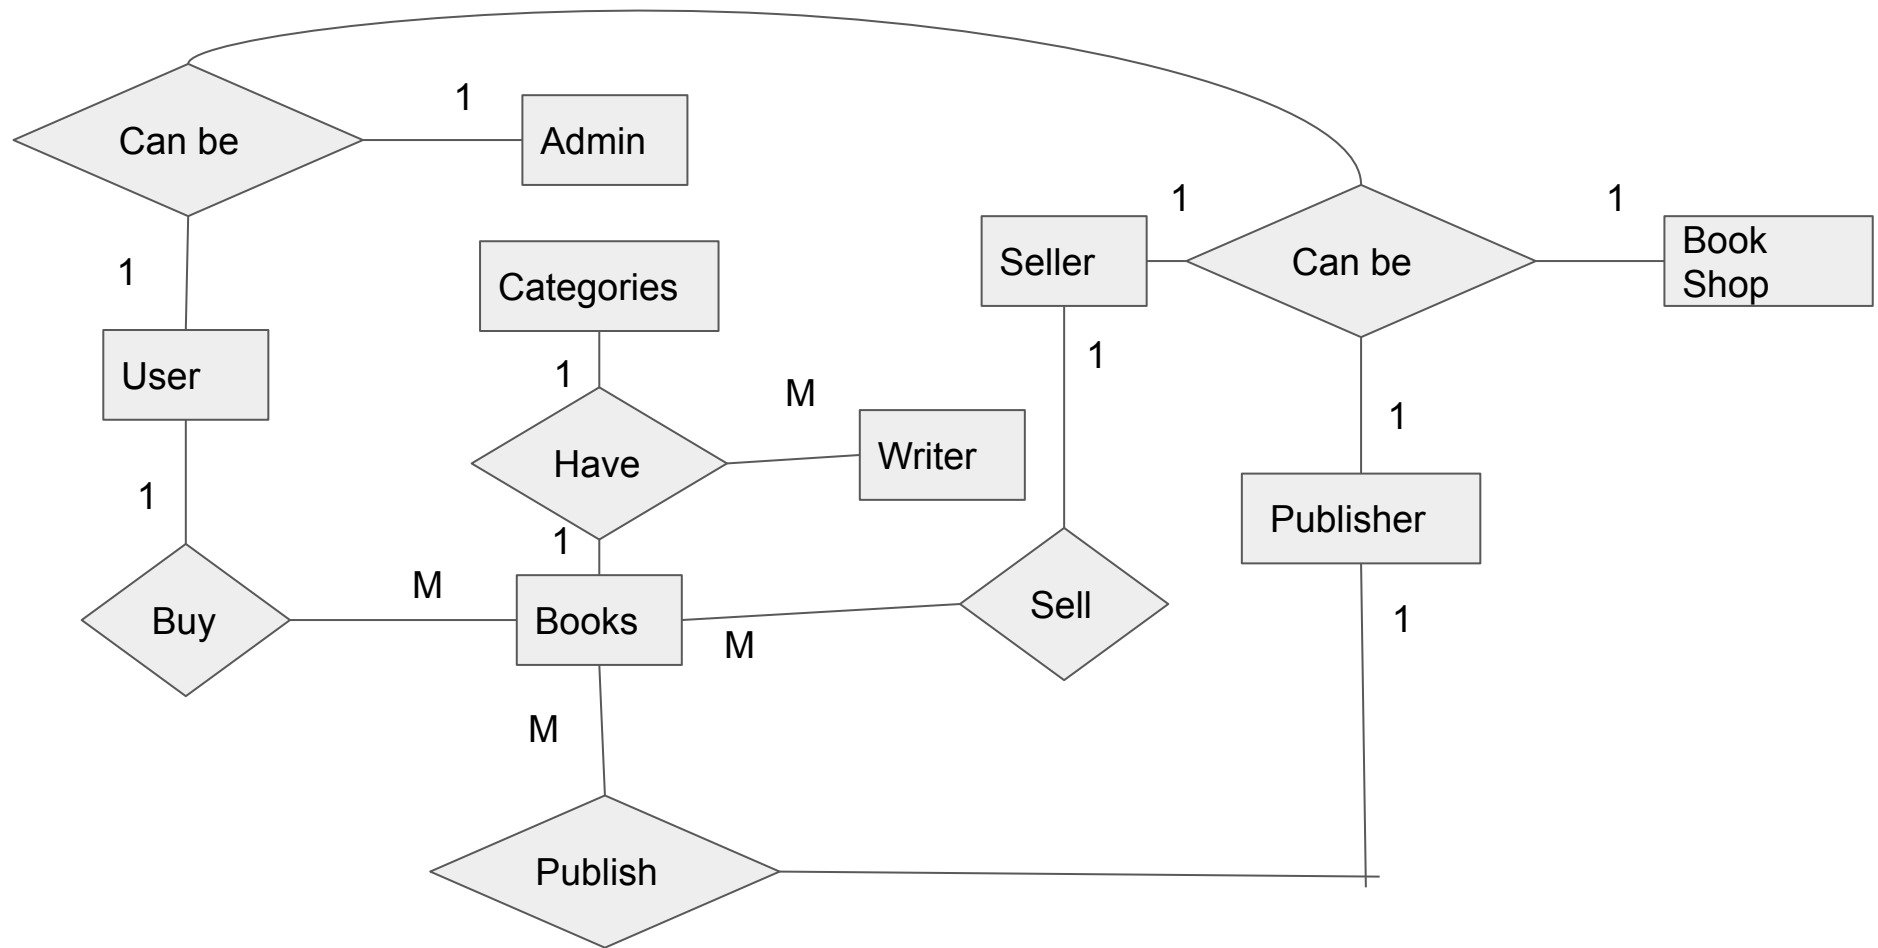 1
Can be
Admin
1
1
Seller
Can be
Book
Shop
1
Categories
1
User
1
M
1
Have
Writer
1
1
Publisher
M
Buy
Books
Sell
1
M
M
Publish